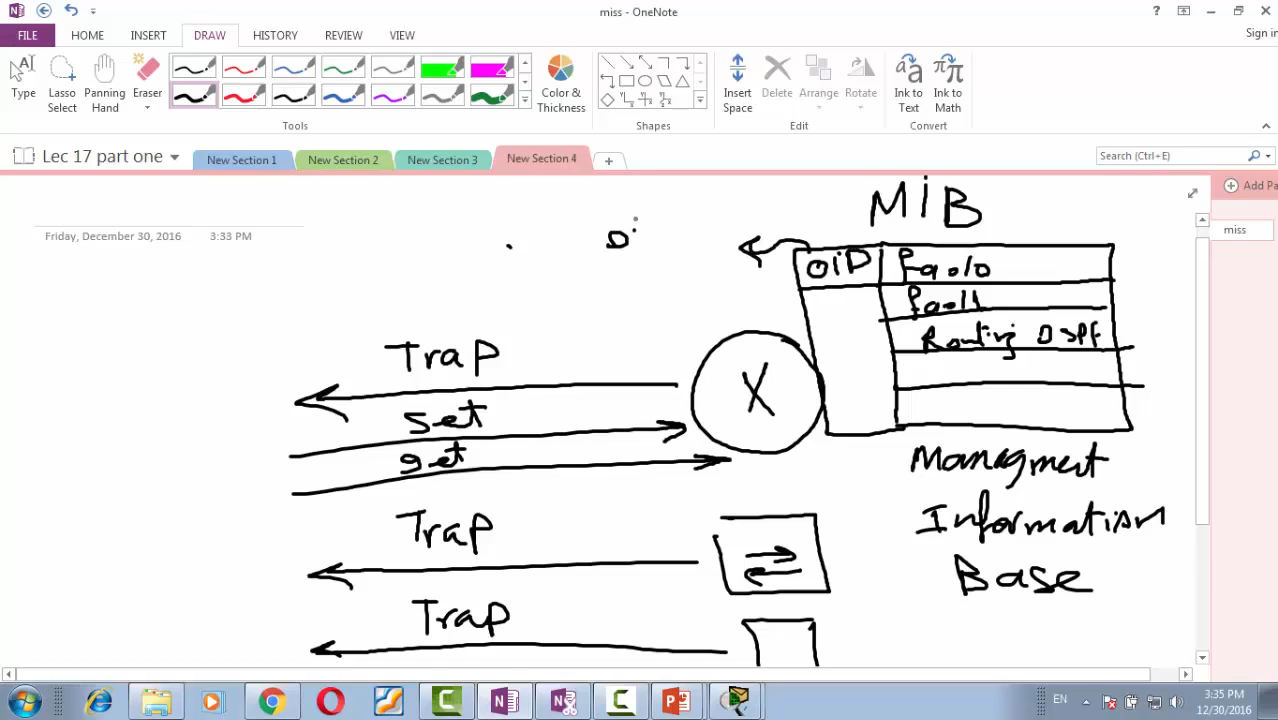 miss - OneNote
Sign in
FILE HOME INSERT DRAW HISTORY REVIEW VIEW
Type
Lasso Select
Panning Hand
Eraser
Color & Thickness
Insert Space
Delete
Arrange
Rotate
Ink to Text
Ink to Math
Tools
Shapes
Edit
Convert
Lec 17 part one
New Section 1
New Section 2
New Section 3
New Section 4
Search (Ctrl+E)
Add Pa
miss
Friday, December 30, 2016 3:33 PM
MIB
OID
Fa0/0
Routing OSPF
Trap
X
set
get
Managment
Information
Base
Trap
Trap
EN
3:35 PM
12/30/2016